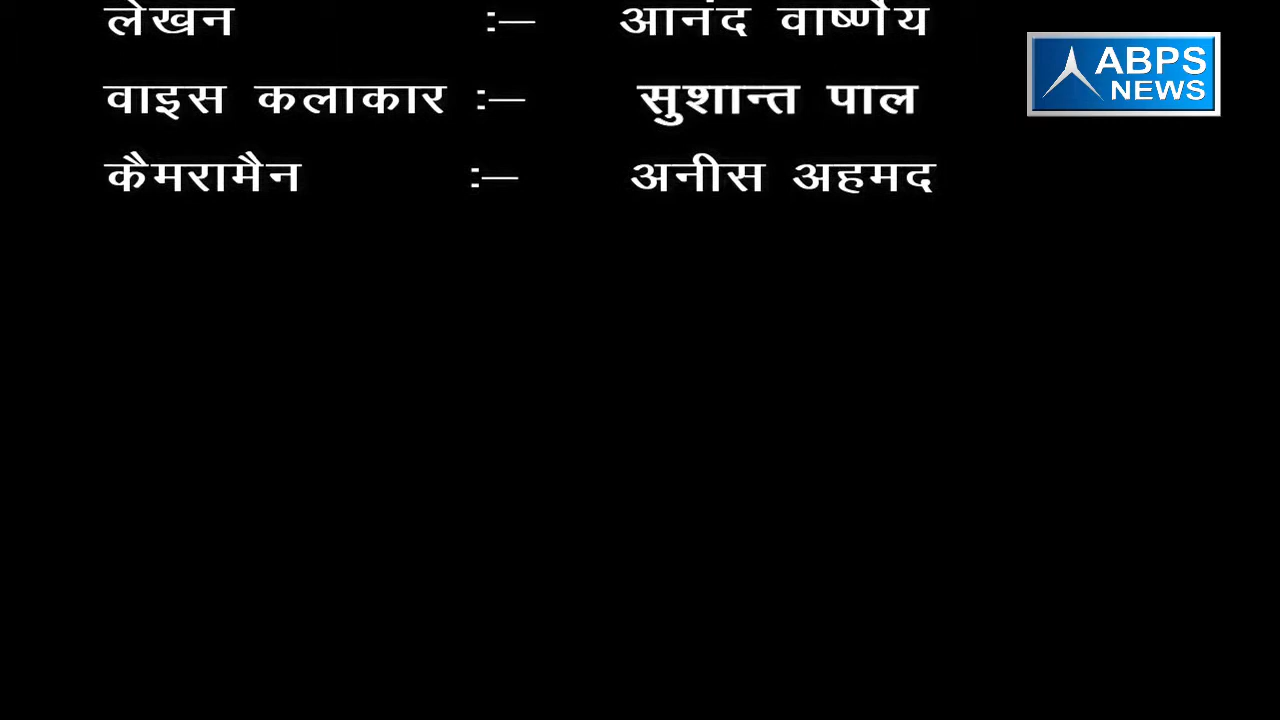 लेखन :— आनंद वार्ष्णेय
वाइस कलाकार :— सुशान्त पाल
कैमरामैन :— अनीस अहमद
ABPS
NEWS